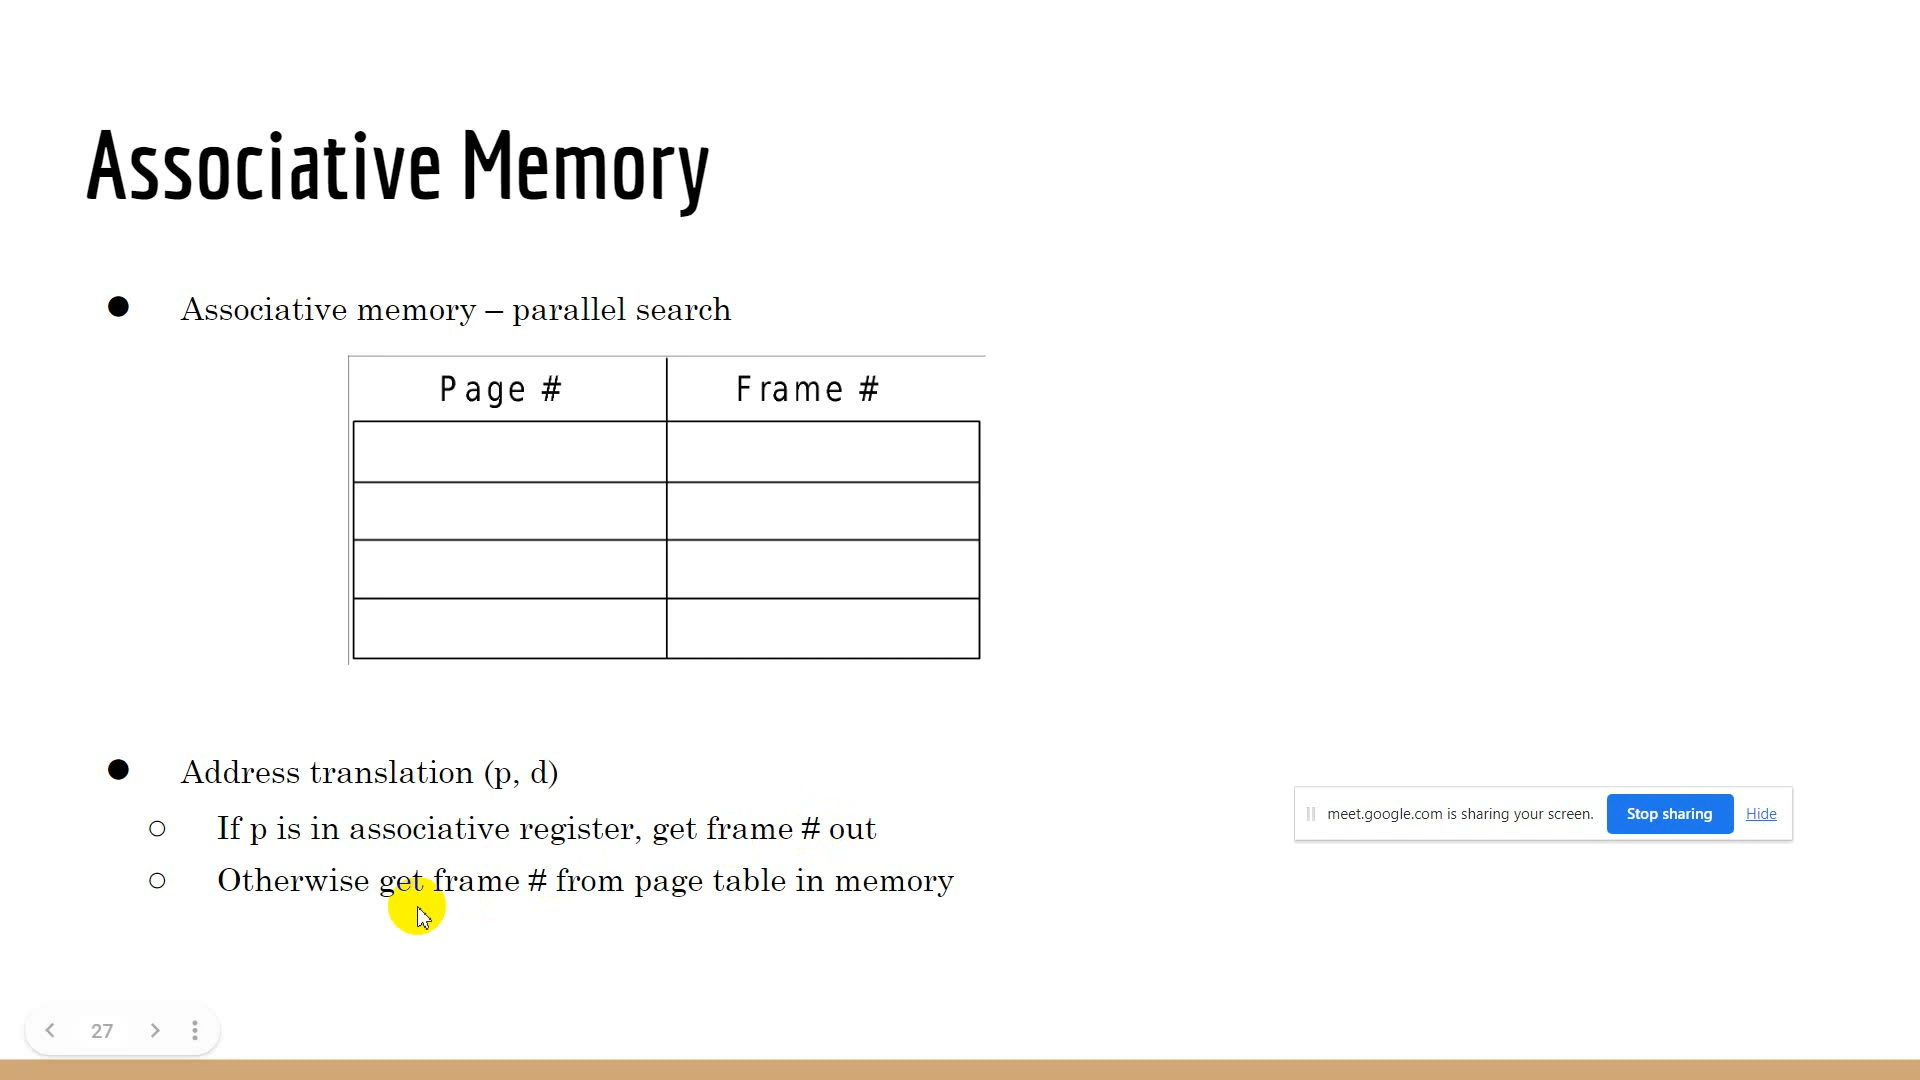 Associative Memory
● Associative memory – parallel search
Page # Frame #
● Address translation (p, d)
○ If p is in associative register, get frame # out
○ Otherwise get frame # from page table in memory
meet.google.com is sharing your screen. Stop sharing Hide
27